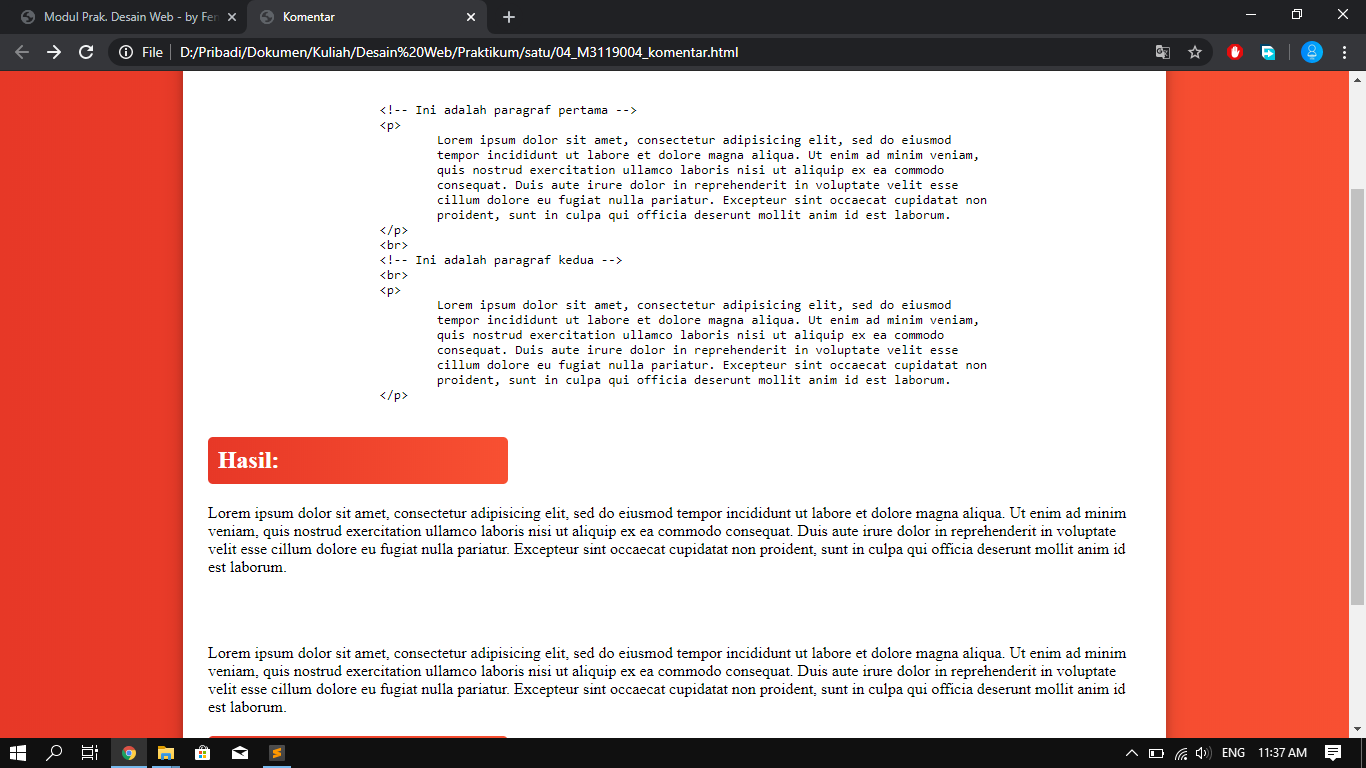 Modul Prak. Desain Web - by Fer
Komentar
File
D:/Pribadi/Dokumen/Kuliah/Desain%20Web/Praktikum/satu/04_M3119004_komentar.html
<!-- Ini adalah paragraf pertama -->
<p>
Lorem ipsum dolor sit amet, consectetur adipisicing elit, sed do eiusmod
tempor incididunt ut labore et dolore magna aliqua. Ut enim ad minim veniam,
quis nostrud exercitation ullamco laboris nisi ut aliquip ex ea commodo
consequat. Duis aute irure dolor in reprehenderit in voluptate velit esse
cillum dolore eu fugiat nulla pariatur. Excepteur sint occaecat cupidatat non
proident, sunt in culpa qui officia deserunt mollit anim id est laborum.
</p>
<br>
<!-- Ini adalah paragraf kedua -->
<br>
<p>
Lorem ipsum dolor sit amet, consectetur adipisicing elit, sed do eiusmod
tempor incididunt ut labore et dolore magna aliqua. Ut enim ad minim veniam,
quis nostrud exercitation ullamco laboris nisi ut aliquip ex ea commodo
consequat. Duis aute irure dolor in reprehenderit in voluptate velit esse
cillum dolore eu fugiat nulla pariatur. Excepteur sint occaecat cupidatat non
proident, sunt in culpa qui officia deserunt mollit anim id est laborum.
</p>
Hasil:
Lorem ipsum dolor sit amet, consectetur adipisicing elit, sed do eiusmod tempor incididunt ut labore et dolore magna aliqua. Ut enim ad minim
veniam, quis nostrud exercitation ullamco laboris nisi ut aliquip ex ea commodo consequat. Duis aute irure dolor in reprehenderit in voluptate
velit esse cillum dolore eu fugiat nulla pariatur. Excepteur sint occaecat cupidatat non proident, sunt in culpa qui officia deserunt mollit anim id
est laborum.
Lorem ipsum dolor sit amet, consectetur adipisicing elit, sed do eiusmod tempor incididunt ut labore et dolore magna aliqua. Ut enim ad minim
veniam, quis nostrud exercitation ullamco laboris nisi ut aliquip ex ea commodo consequat. Duis aute irure dolor in reprehenderit in voluptate
velit esse cillum dolore eu fugiat nulla pariatur. Excepteur sint occaecat cupidatat non proident, sunt in culpa qui officia deserunt mollit anim id
est laborum.
ENG
11:37 AM